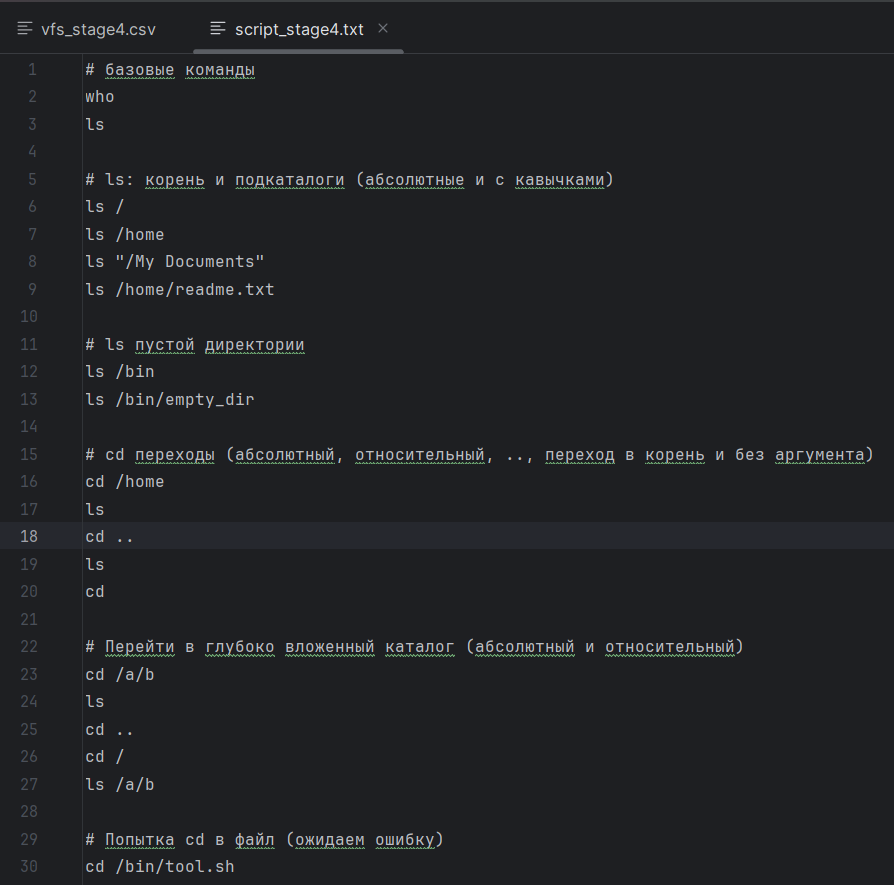 vfs_stage4.csv script_stage4.txt
1 # базовые команды
2 who
3 ls
4
5 # ls: корень и подкаталоги (абсолютные и с кавычками)
6 ls /
7 ls /home
8 ls "/My Documents"
9 ls /home/readme.txt
10
11 # ls пустой директории
12 ls /bin
13 ls /bin/empty_dir
14
15 # cd переходы (абсолютный, относительный, .., переход в корень и без аргумента)
16 cd /home
17 ls
18 cd ..
19 ls
20 cd
21
22 # Перейти в глубоко вложенный каталог (абсолютный и относительный)
23 cd /a/b
24 ls
25 cd ..
26 cd /
27 ls /a/b
28
29 # Попытка cd в файл (ожидаем ошибку)
30 cd /bin/tool.sh